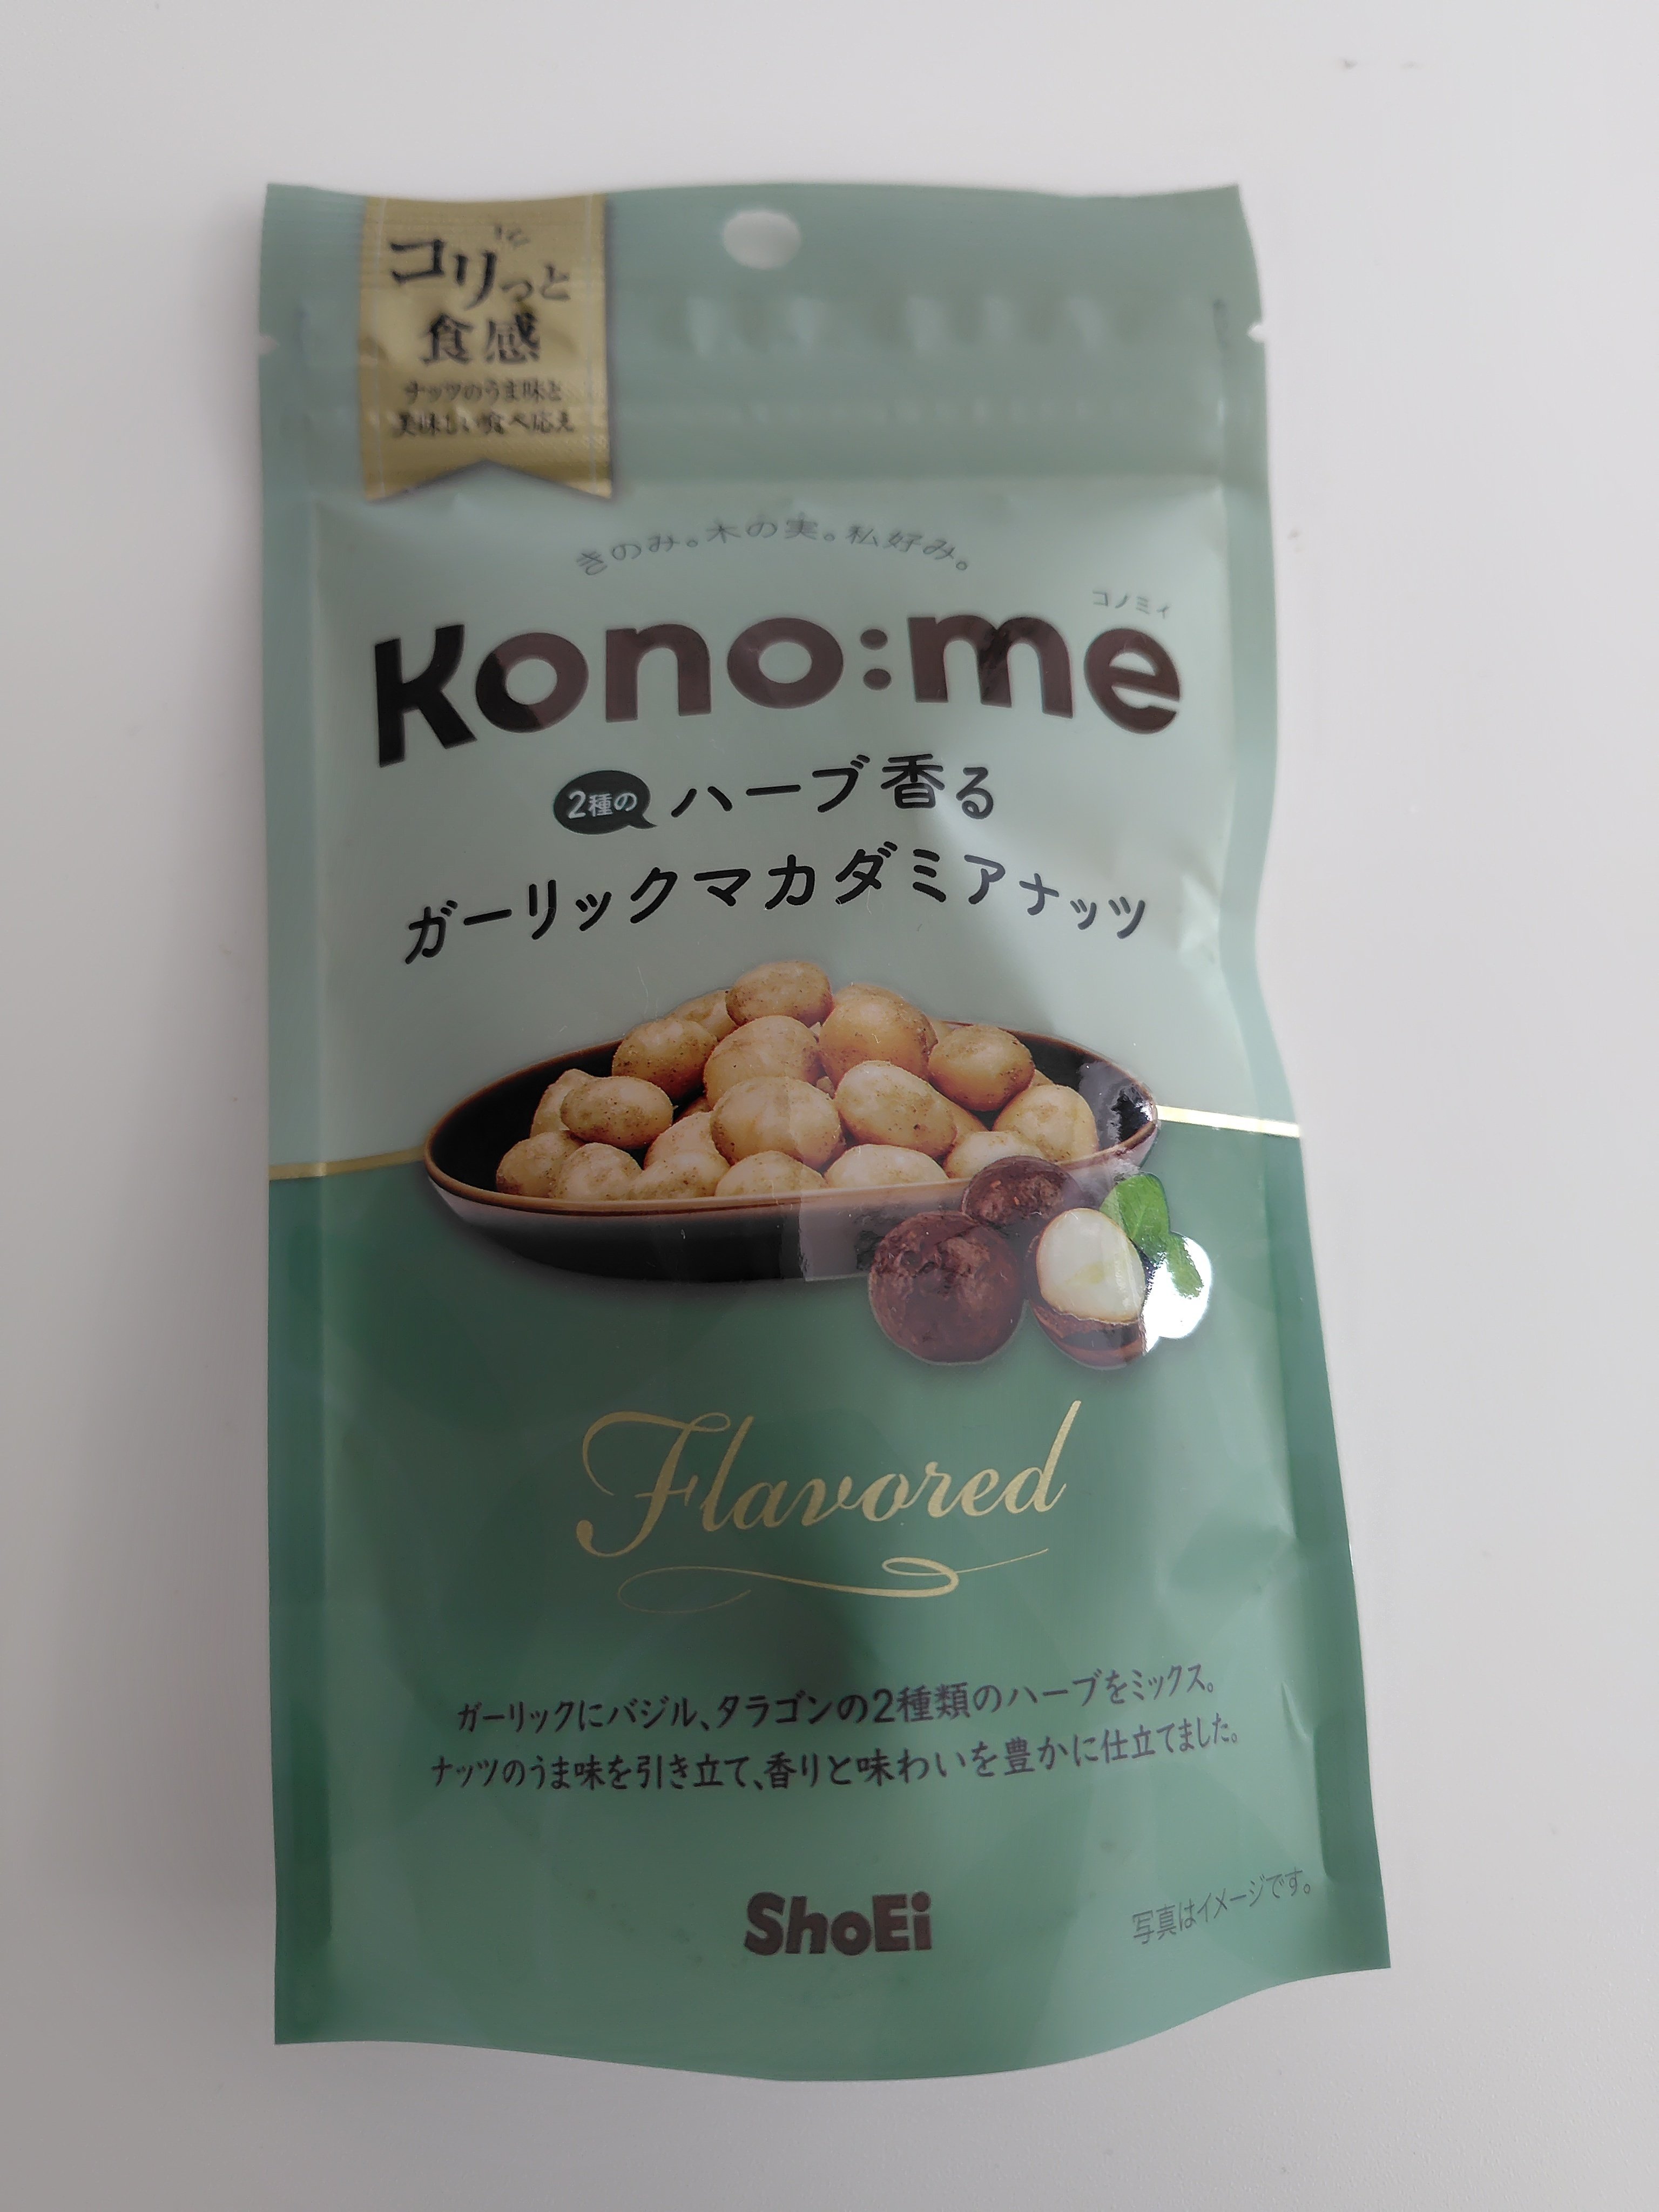 コリっと
食感
ナッツのうま味と
美味しい食べ応え
きのみ。木の実。私好み。
コノミィ
Kono:me
2種の ハーブ香る
ガーリックマカダミアナッツ
Flavored
ガーリックにバジル、タラゴンの2種類のハーブをミックス。
ナッツのうま味を引き立て、香りと味わいを豊かに仕立てました。
ShoEi
写真はイメージです。